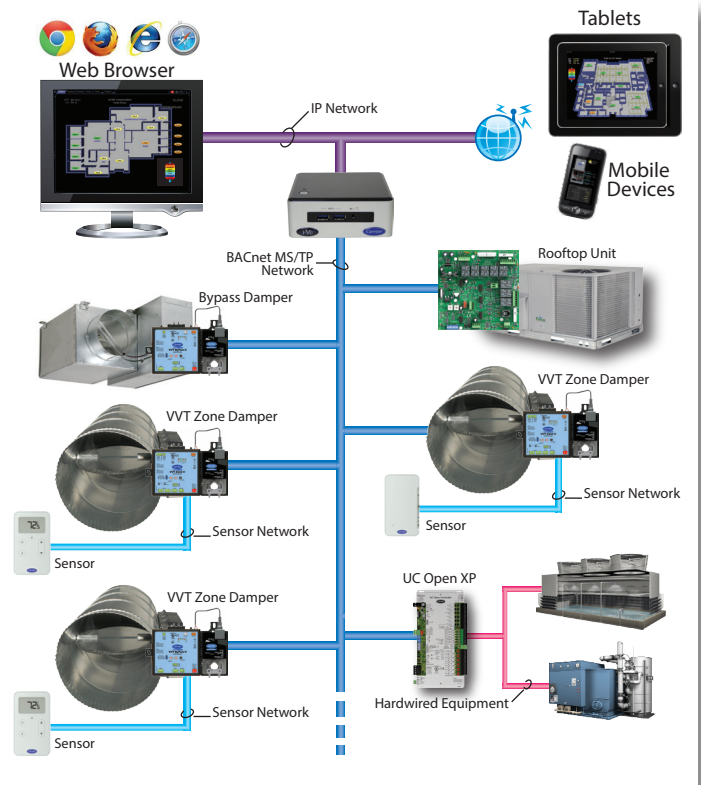 Tablets
Web Browser
IP Network
Mobile
Devices
BACnet MS/TP
Network
Rooftop Unit
Bypass Damper
VVT Zone Damper
VVT Zone Damper
Sensor Network
Sensor
Sensor Network
Sensor
UC Open XP
VVT Zone Damper
Hardwired Equipment
Sensor Network
Sensor